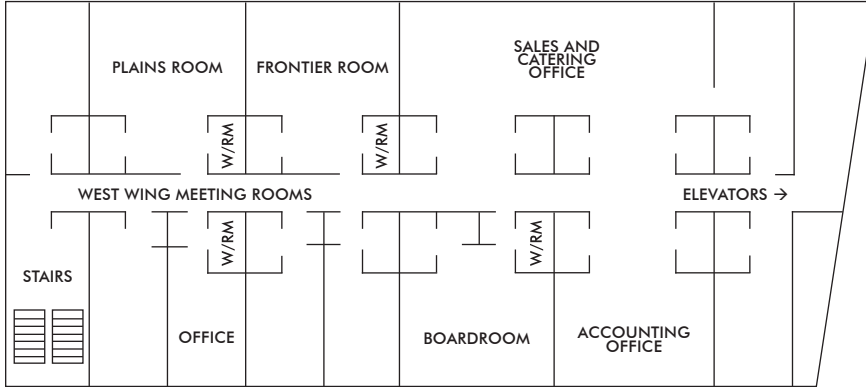 PLAINS ROOM
FRONTIER ROOM
SALES AND
CATERING
OFFICE
W/RM
W/RM
WEST WING MEETING ROOMS
ELEVATORS →
W/RM
W/RM
STAIRS
OFFICE
BOARDROOM
ACCOUNTING
OFFICE